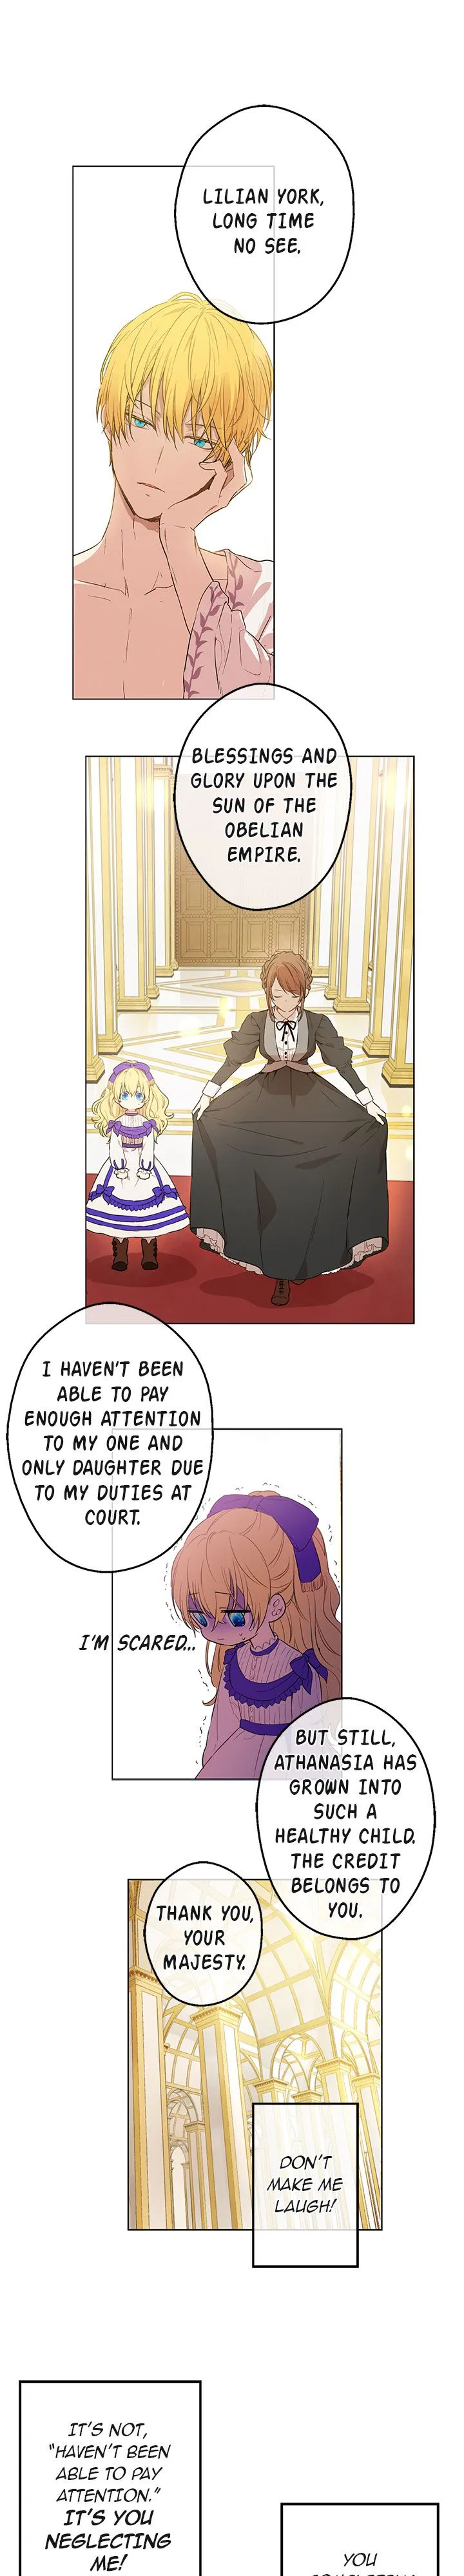 LILIAN YORK,
LONG TIME
NO SEE.
BLESSINGS AND
GLORY UPON THE
SUN OF THE
OBELIAN
EMPIRE.
I HAVEN'T BEEN
ABLE TO PAY
ENOUGH ATTENTION
TO MY ONE AND
ONLY DAUGHTER DUE
TO MY DUTIES AT
COURT.
I'M SCARED...
BUT STILL,
ATHANASIA HAS
GROWN INTO
SUCH A
HEALTHY CHILD.
THE CREDIT
BELONGS TO
YOU.
THANK YOU,
YOUR
MAJESTY.
DON'T
MAKE ME
LAUGH!
IT'S NOT,
"HAVEN'T BEEN
ABLE TO PAY
ATTENTION."
IT'S YOU
NEGLECTING
ME!
YOU